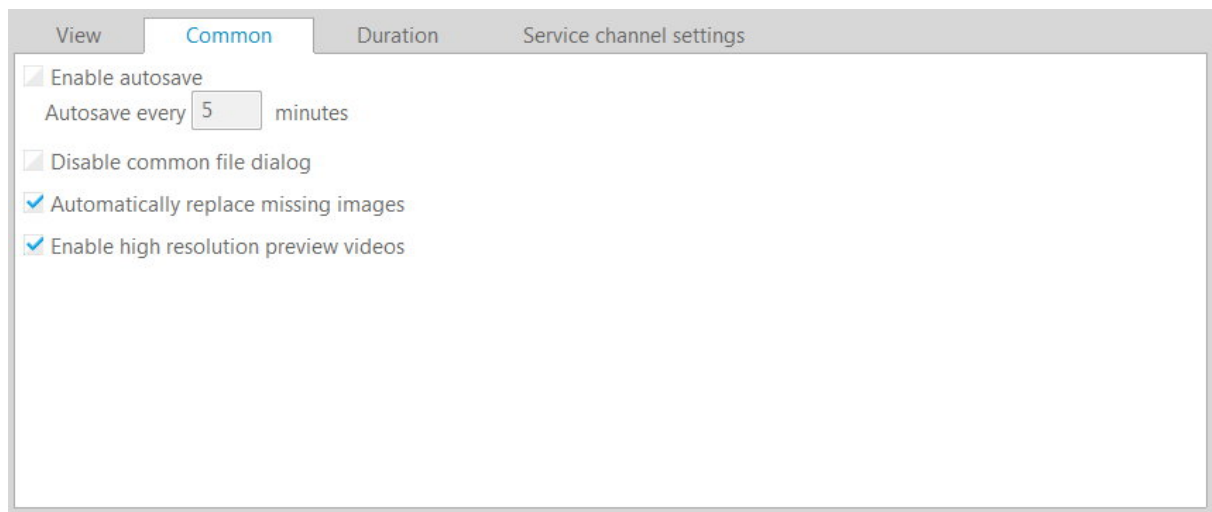 View Common Duration Service channel settings
Enable autosave
Autosave every 5 minutes
Disable common file dialog
Automatically replace missing images
Enable high resolution preview videos